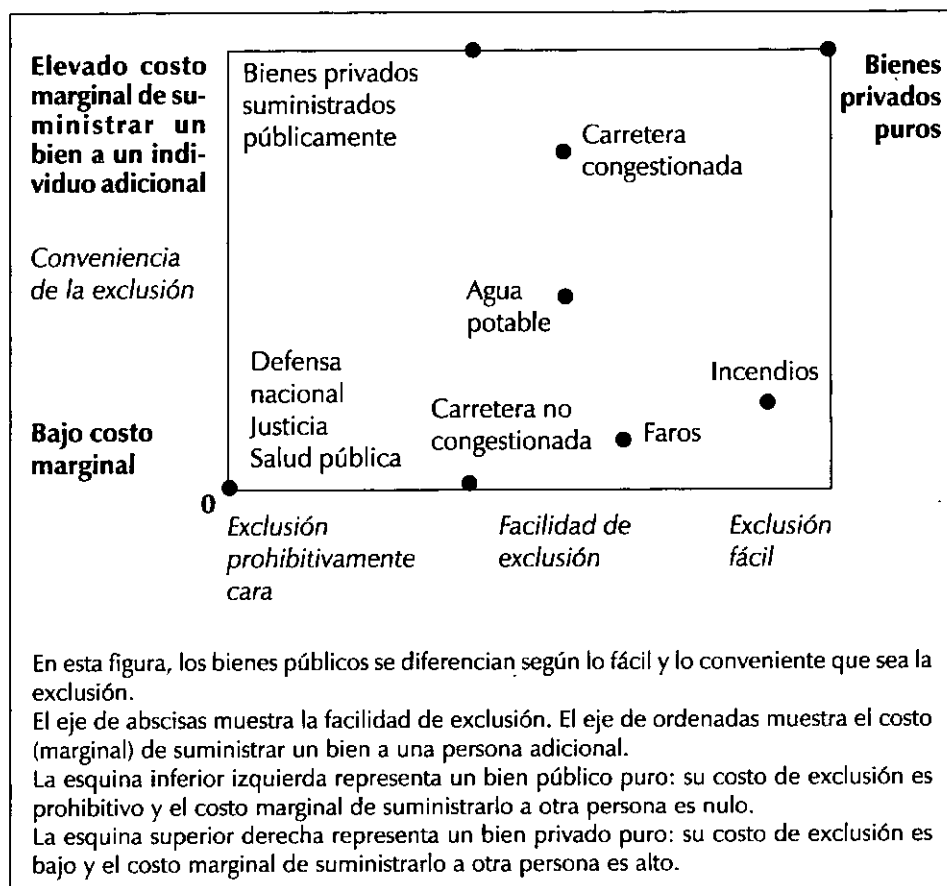 Elevado costo
marginal de su-
ministrar un
bien a un indi-
viduo adicional
Bienes privados
suministrados
públicamente
Bienes
privados
puros
Carretera
congestionada
Conveniencia
de la exclusión
Agua
potable
Defensa
nacional
Justicia
Salud pública
Incendios
Carretera no
congestionada
Faros
Bajo costo
marginal
0
Exclusión
prohibitivamente
cara
Facilidad de
exclusión
Exclusión
fácil
En esta figura, los bienes públicos se diferencian según lo fácil y lo conveniente que sea la
exclusión.
El eje de abscisas muestra la facilidad de exclusión. El eje de ordenadas muestra el costo
(marginal) de suministrar un bien a una persona adicional.
La esquina inferior izquierda representa un bien público puro: su costo de exclusión es
prohibitivo y el costo marginal de suministrarlo a otra persona es nulo.
La esquina superior derecha representa un bien privado puro: su costo de exclusión es
bajo y el costo marginal de suministrarlo a otra persona es alto.